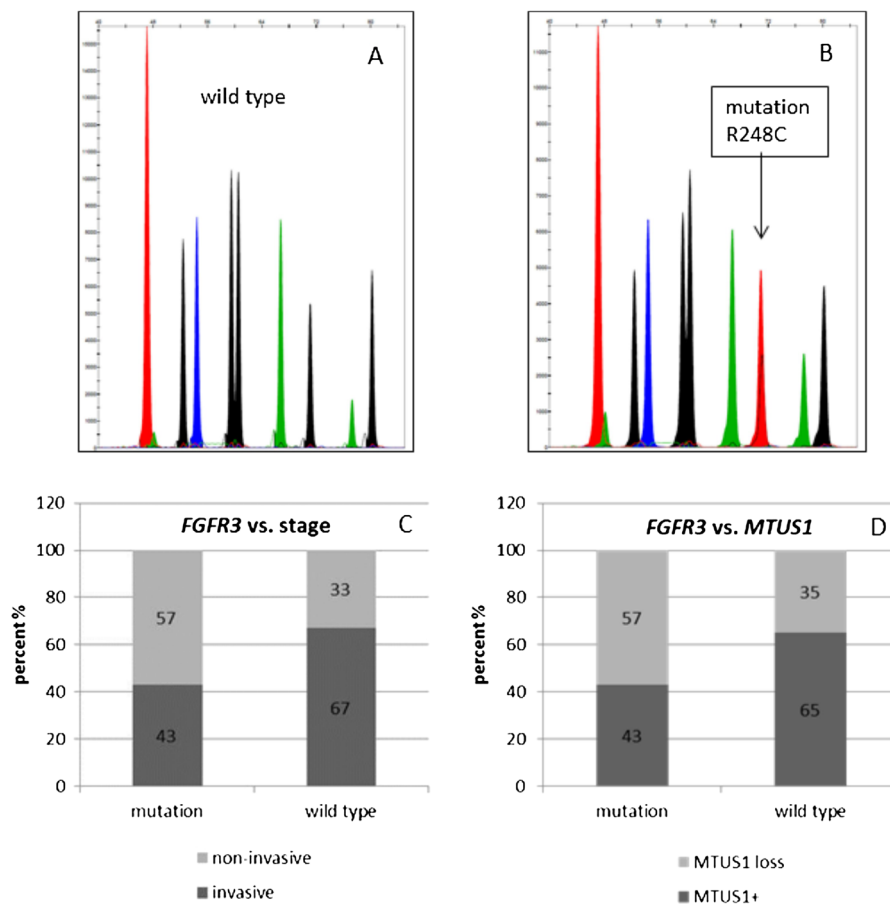 A
wild type
B
mutation
R248C
FGFR3 vs. stage
C
percent %
120
100
80
60
40
20
0
57
33
43
67
mutation
wild type
non-invasive
invasive
FGFR3 vs. MTUS1
D
percent %
120
100
80
60
40
20
0
57
35
43
65
mutation
wild type
MTUS1 loss
MTUS1+